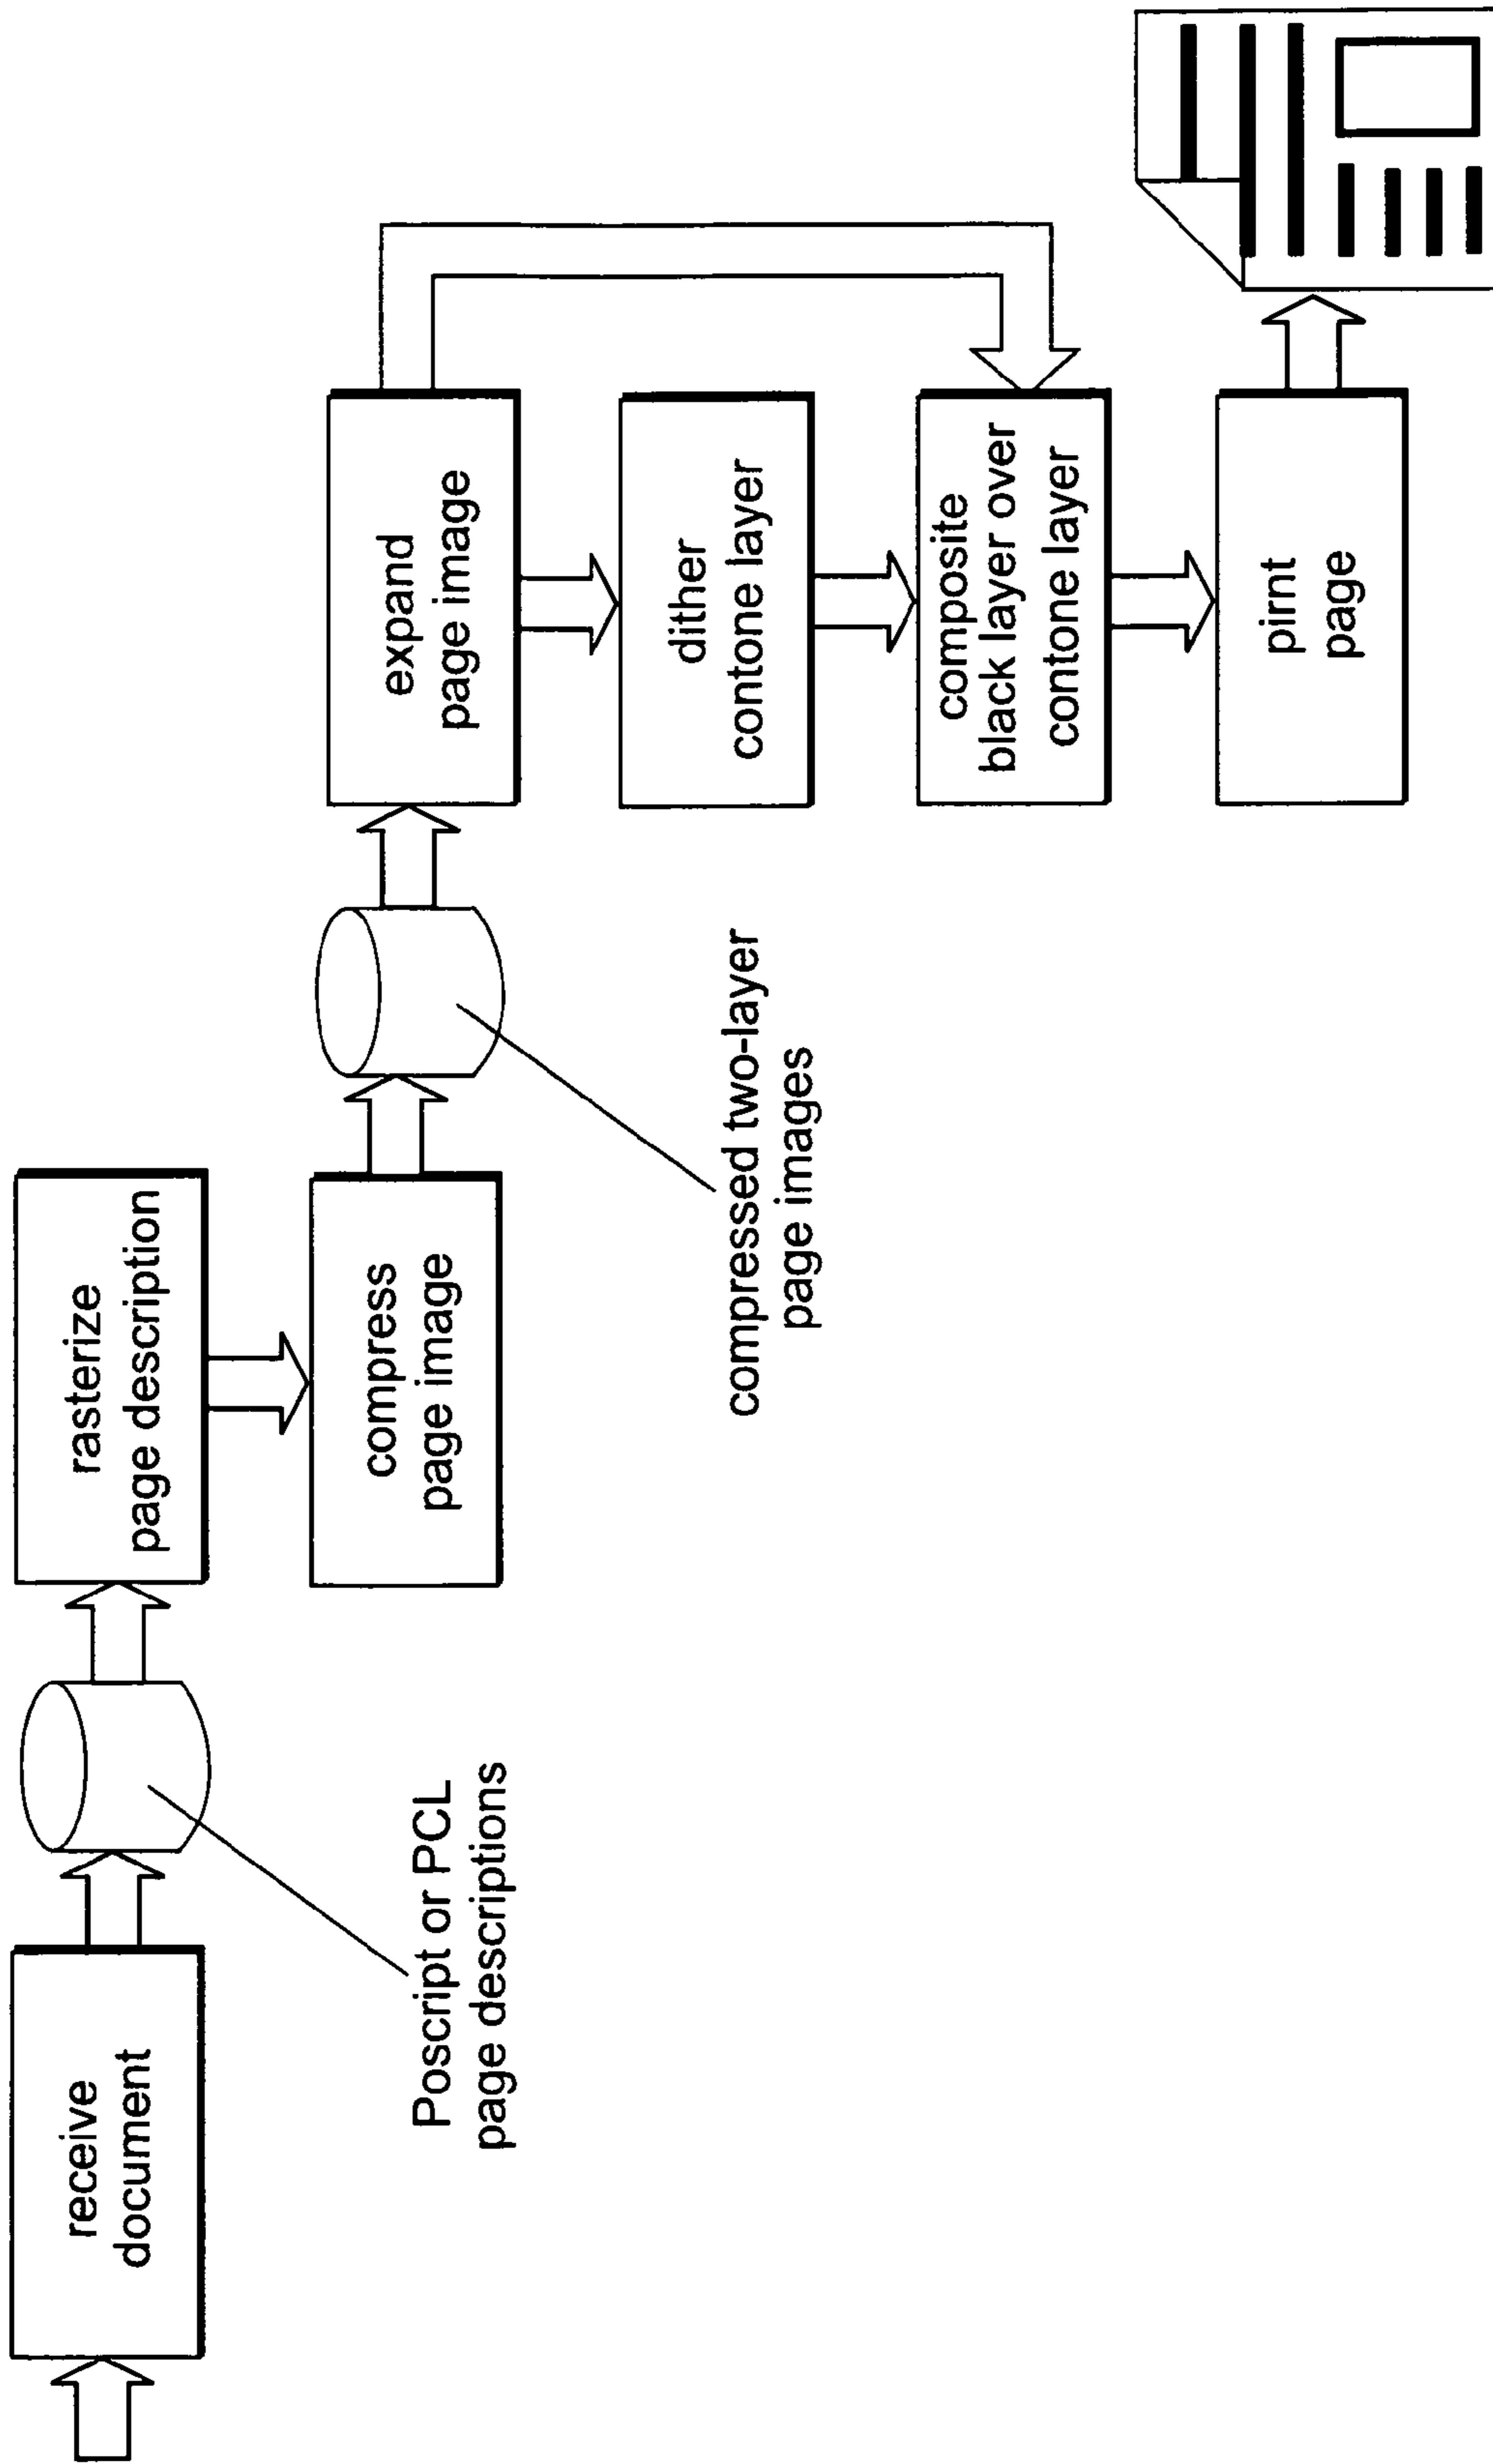 receive
document
Poscript or PCL
page descriptions
rasterize
page description
compress
page image
compressed two-layer
page images
expand
page image
dither
contone layer
composite
black layer over
contone layer
pirnt
page